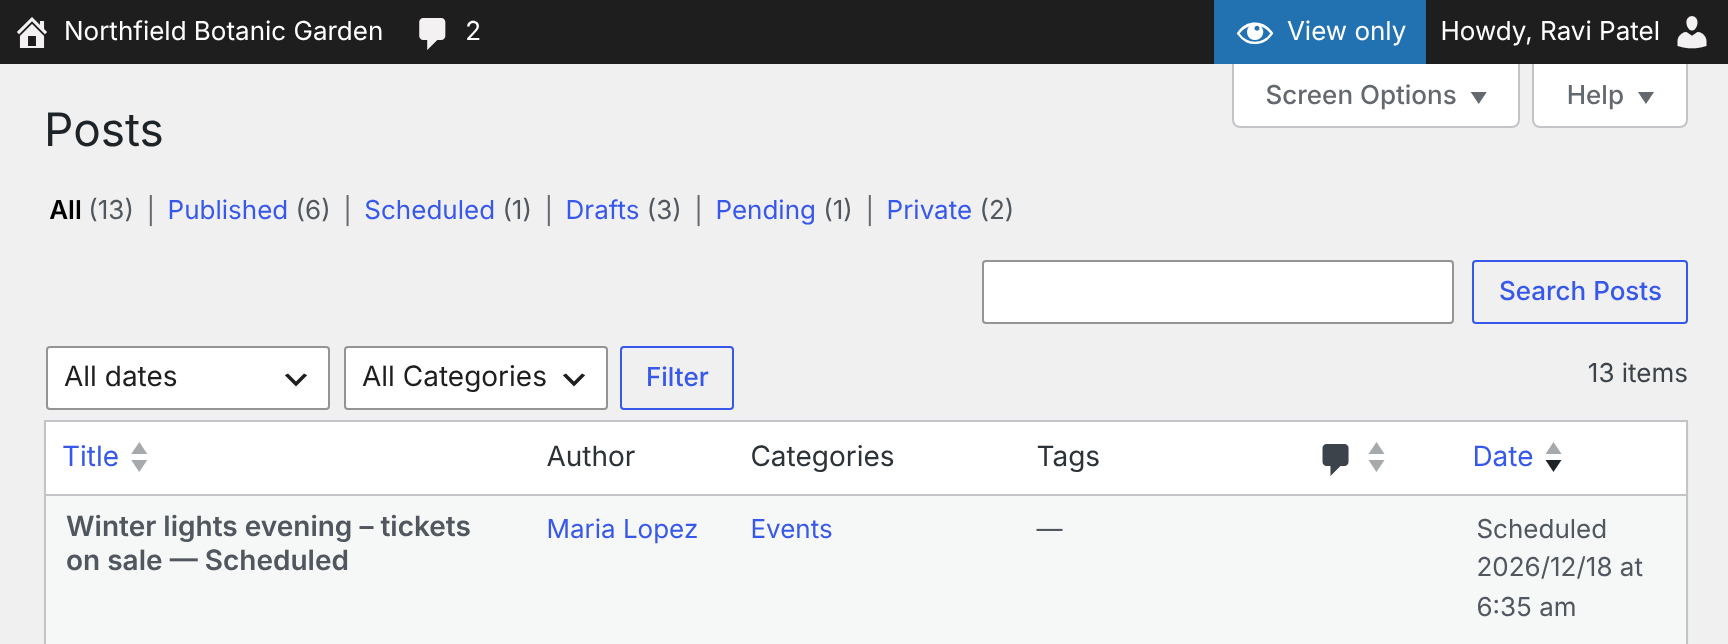 Northfield Botanic Garden 2 View only Howdy, Ravi Patel
Screen Options Help
Posts
All (13) | Published (6) | Scheduled (1) | Drafts (3) | Pending (1) | Private (2)
Search Posts
All dates All Categories Filter 13 items
Title Author Categories Tags Date
Winter lights evening – tickets
on sale — Scheduled
Maria Lopez
Events
—
Scheduled
2026/12/18 at
6:35 am